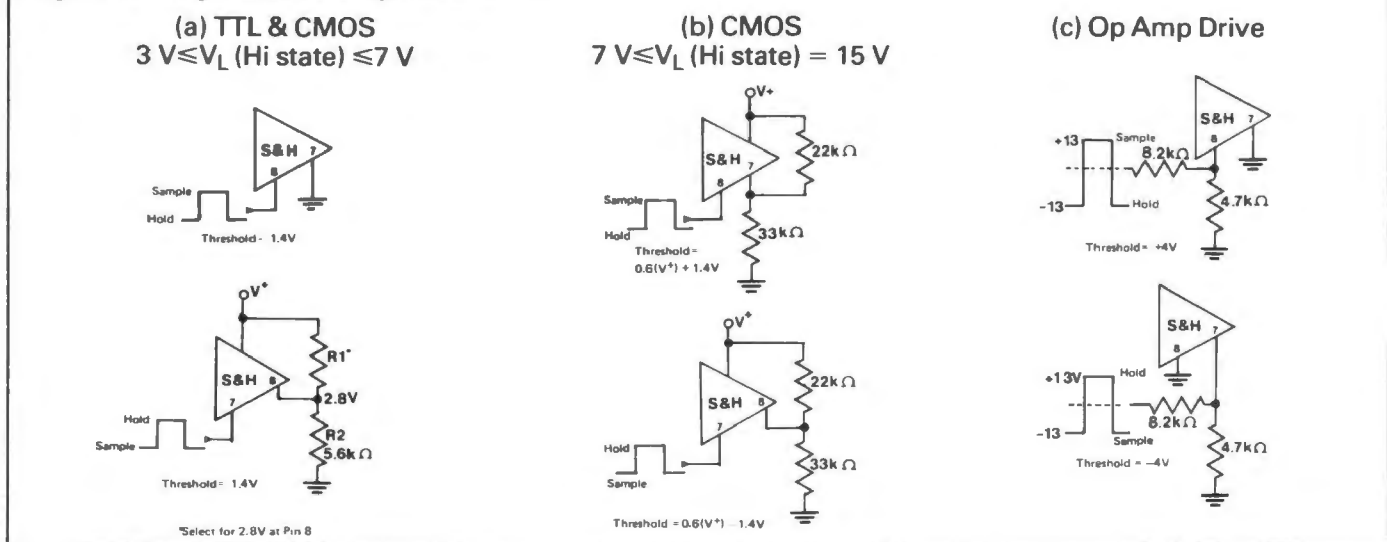 (a) TTL & CMOS
3 V≤V_L (Hi state) ≤7 V
S&H
7
8
Sample
Hold
Threshold - 1.4V
V⁺
R1*
S&H
8
2.8V
7
R2
5.6kΩ
Hold
Sample
Threshold= 1.4V
*Select for 2.8V at Pin 8
(b) CMOS
7 V≤V_L (Hi state) = 15 V
V+
22kΩ
S&H
7
8
Sample
Hold
33kΩ
Threshold=
0.6(V⁺) + 1.4V
V⁺
22kΩ
S&H
8
7
Hold
Sample
33kΩ
Threshold = 0.6(V⁺) 1.4V
(c) Op Amp Drive
S&H
7
8
+13
Sample
8.2kΩ
-13
Hold
4.7kΩ
Threshold = +4V
S&H
7
8
+13V
Hold
8.2kΩ
-13
Sample
4.7kΩ
Threshold = -4V